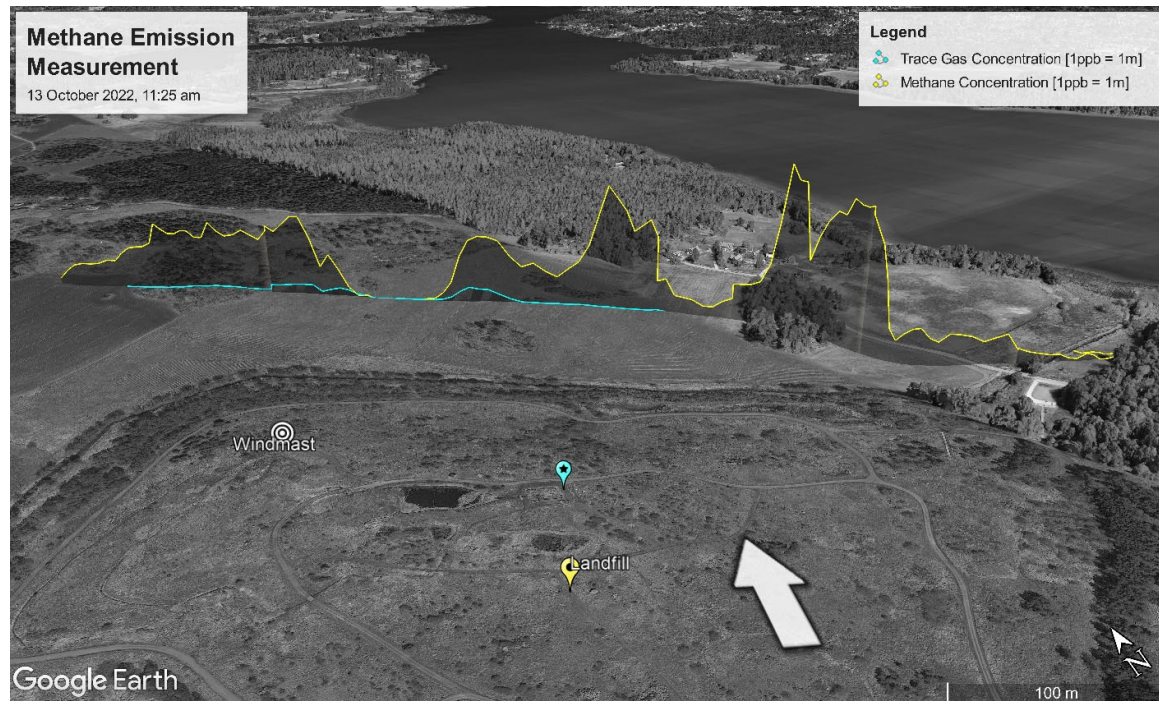 Methane Emission
Measurement
13 October 2022, 11:25 am
Legend
Trace Gas Concentration [1ppb = 1m]
Methane Concentration [1ppb = 1m]
Windmast
Landfill
N
Google Earth
100 m